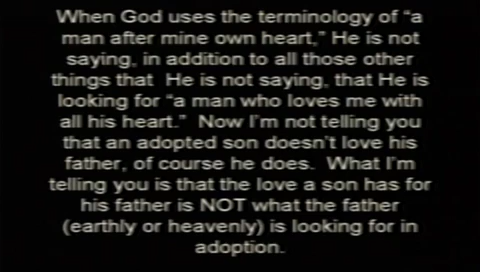 When God uses the terminology of “a
man after mine own heart,” He is not
saying, in addition to all those other
things that  He is not saying, that He is
looking for “a man who loves me with
all his heart.”  Now I’m not telling you
that an adopted son doesn’t love his
father, of course he does.  What I’m
telling you is that the love a son has for
his father is NOT what the father
(earthly or heavenly) is looking for in
adoption.